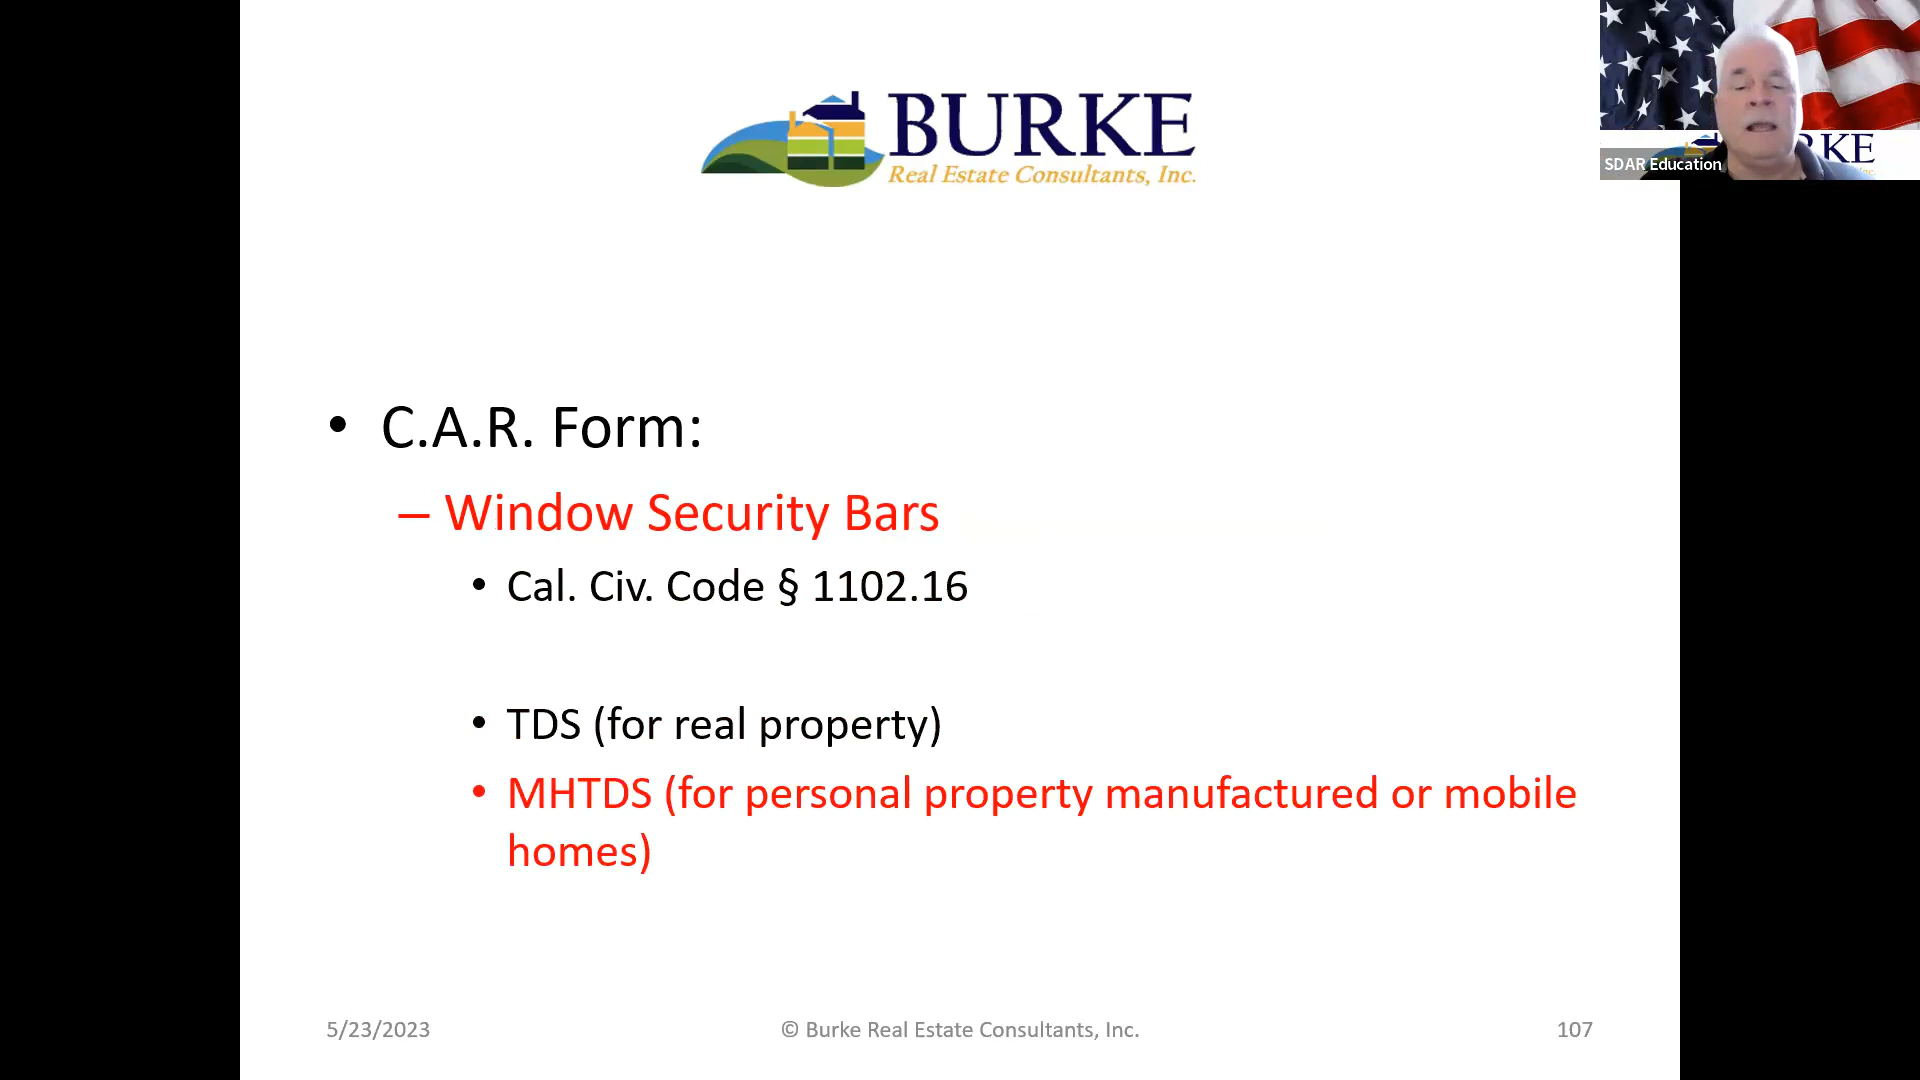 BURKE
Real Estate Consultants, Inc.
RKE
SDAR Education
• C.A.R. Form:
– Window Security Bars
• Cal. Civ. Code § 1102.16
• TDS (for real property)
• MHTDS (for personal property manufactured or mobile
homes)
5/23/2023
© Burke Real Estate Consultants, Inc.
107